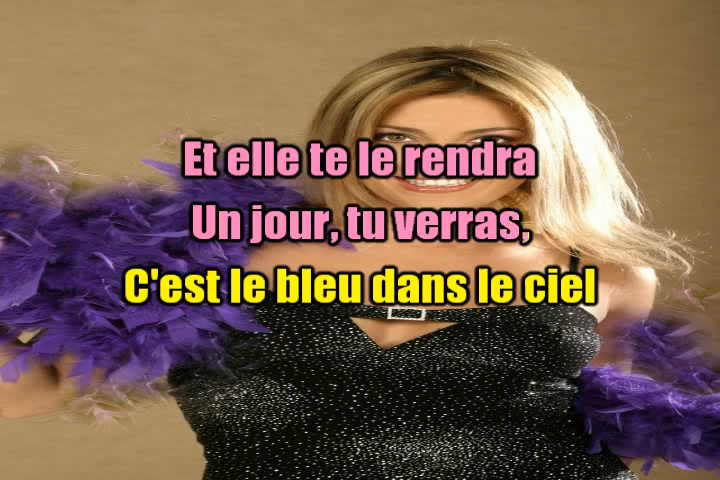 Et elle te le rendra
Un jour, tu verras,
C'est le bleu dans le ciel